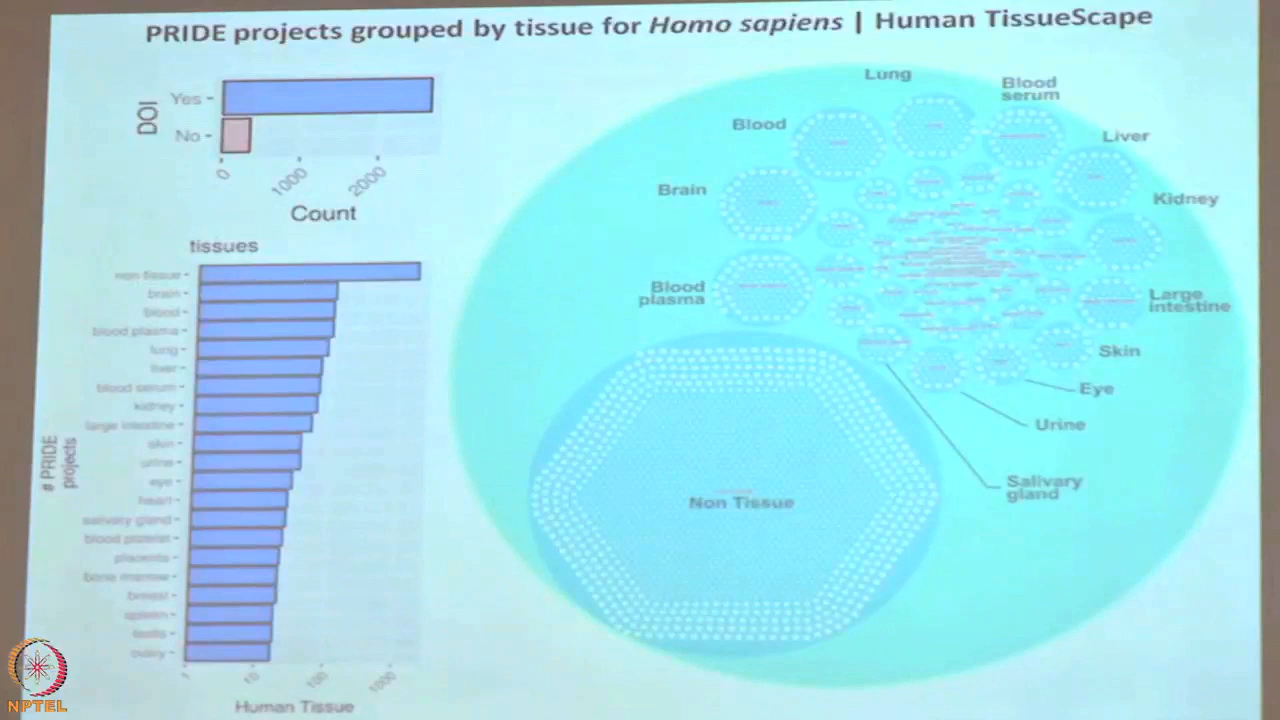 PRIDE projects grouped by tissue for Homo sapiens | Human TissueScape
DOI
Yes
No
0
1000
2000
Count
tissues
non tissue
brain
blood
blood plasma
lung
liver
blood serum
kidney
large intestine
skin
urine
eye
heart
salivary gland
blood platelet
placenta
bone marrow
breast
spleen
testis
ovary
# PRIDE
projects
1
10
100
1000
Human Tissue
Lung
Blood
serum
Blood
Liver
Brain
Kidney
Blood
plasma
Large
intestine
Skin
Eye
Urine
Salivary
gland
Non Tissue
NPTEL